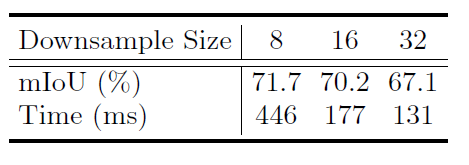 Downsample Size 8 16 32
mIoU (%) 71.7 70.2 67.1
Time (ms) 446 177 131